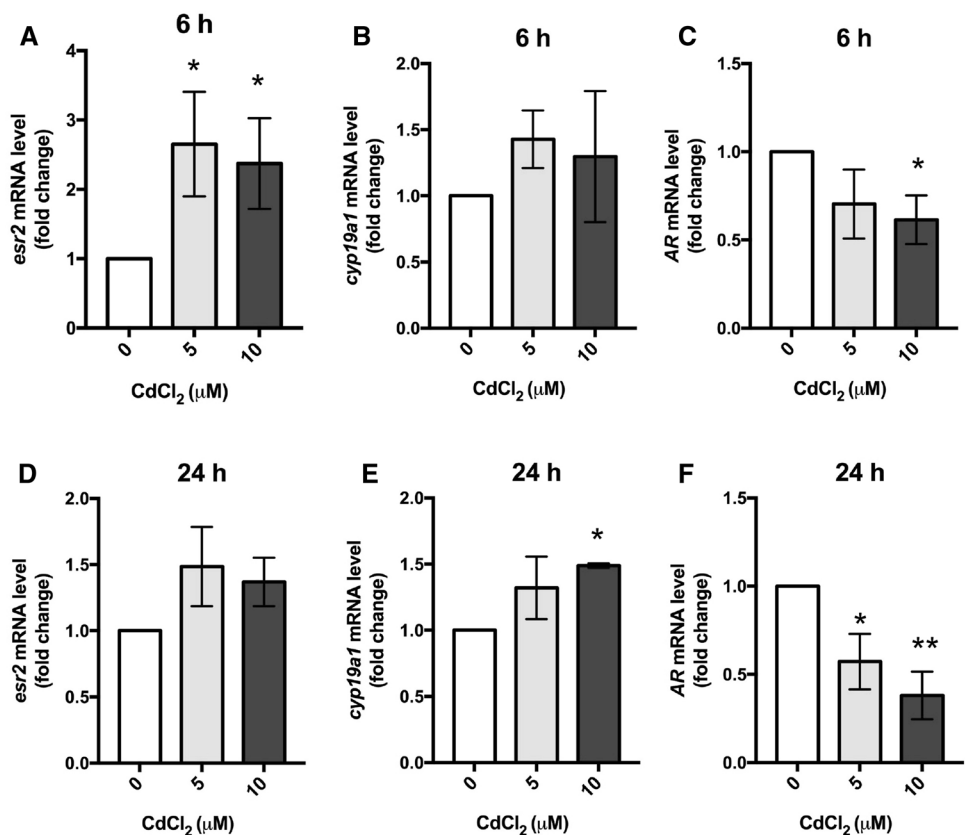 A
6 h
esr2 mRNA level
(fold change)
4
3
2
1
0
*
*
0
5
10
CdCl2 (μM)
B
6 h
cyp19a1 mRNA level
(fold change)
2.0
1.5
1.0
0.5
0.0
0
5
10
CdCl2 (μM)
C
6 h
AR mRNA level
(fold change)
1.5
1.0
0.5
0.0
*
0
5
10
CdCl2 (μM)
D
24 h
esr2 mRNA level
(fold change)
2.0
1.5
1.0
0.5
0.0
0
5
10
CdCl2 (μM)
E
24 h
cyp19a1 mRNA level
(fold change)
2.0
1.5
1.0
0.5
0.0
*
0
5
10
CdCl2 (μM)
F
24 h
AR mRNA level
(fold change)
1.5
1.0
0.5
0.0
*
**
0
5
10
CdCl2 (μM)